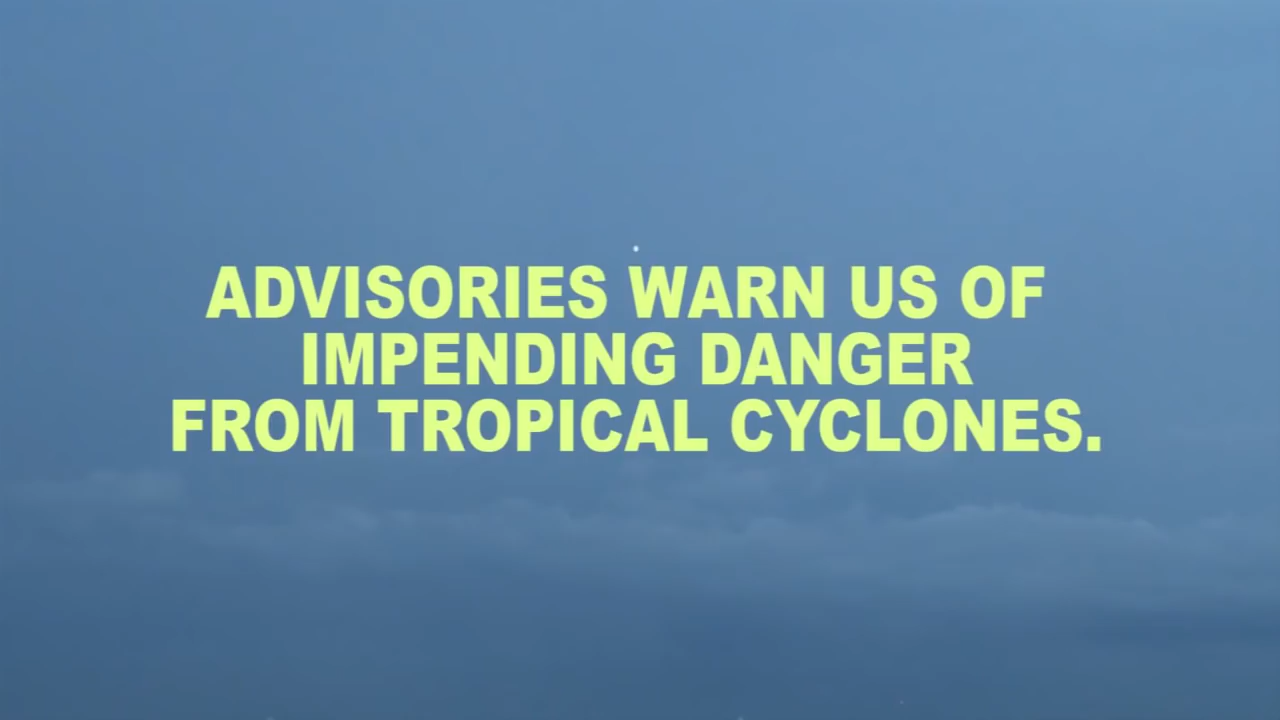 ADVISORIES WARN US OF
IMPENDING DANGER
FROM TROPICAL CYCLONES.